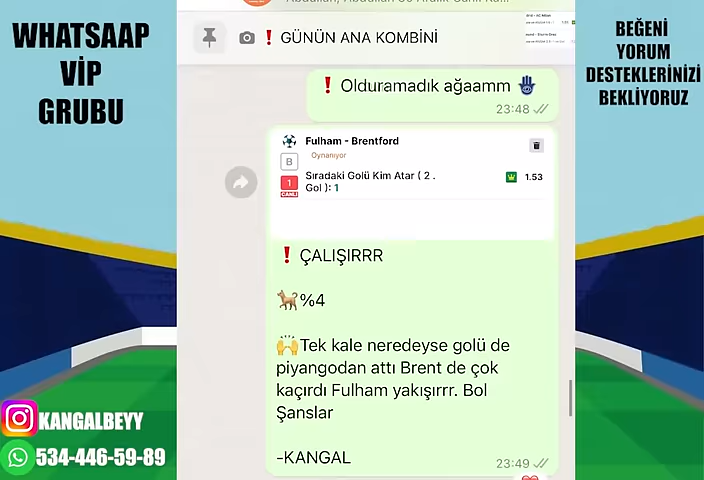 WHATSAAP
VİP
GRUBU
BEĞENİ
YORUM
DESTEKLERİNİZİ
BEKLİYORUZ
❗ GÜNÜN ANA KOMBİNİ
❗ Olduramadık ağaamm 🪬
23:48
Fulham - Brentford
Oynanıyor
B
Sıradaki Golü Kim Atar ( 2 .
Gol ): 1
1
CANLI
1.53
❗ ÇALIŞIRRR
🐕%4
🙌Tek kale neredeyse golü de
piyangodan attı Brent de çok
kaçırdı Fulham yakışırrr. Bol
Şanslar
-KANGAL
23:49
KANGALBEYY
534-446-59-89